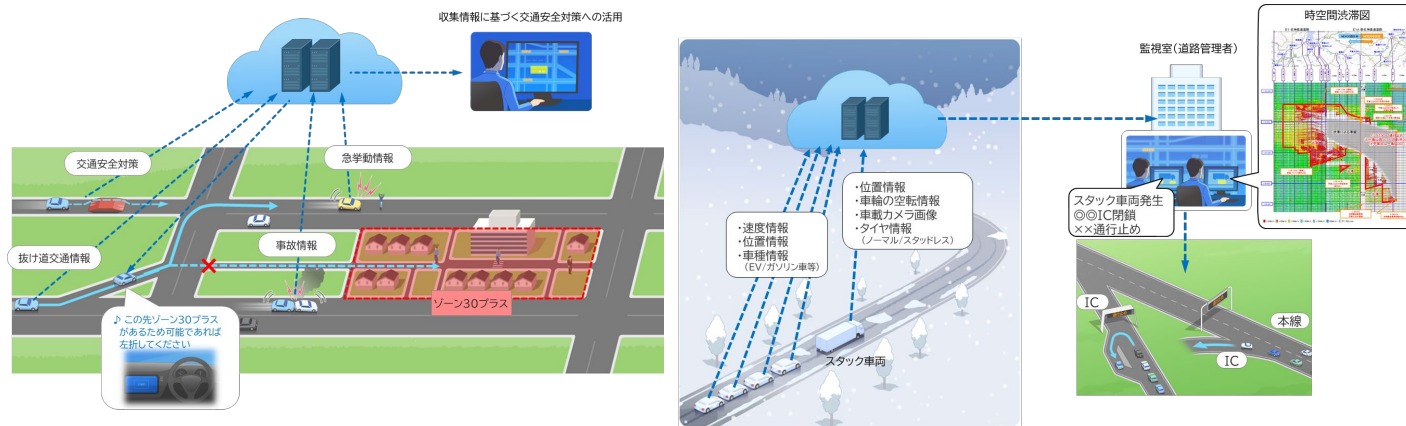 収集情報に基づく交通安全対策への活用
交通安全対策
急挙動情報
抜け道交通情報
事故情報
ゾーン30プラス
♪ この先ゾーン30プラス
があるため可能であれば
左折してください
・速度情報
・位置情報
・車種情報
(EV/ガソリン車等)
・位置情報
・車輪の空転情報
・車載カメラ画像
・タイヤ情報
(ノーマル/スタッドレス)
スタック車両
監視室(道路管理者)
時空間渋滞図
スタック車両発生
◎◎IC閉鎖
××通行止め
IC
本線
IC